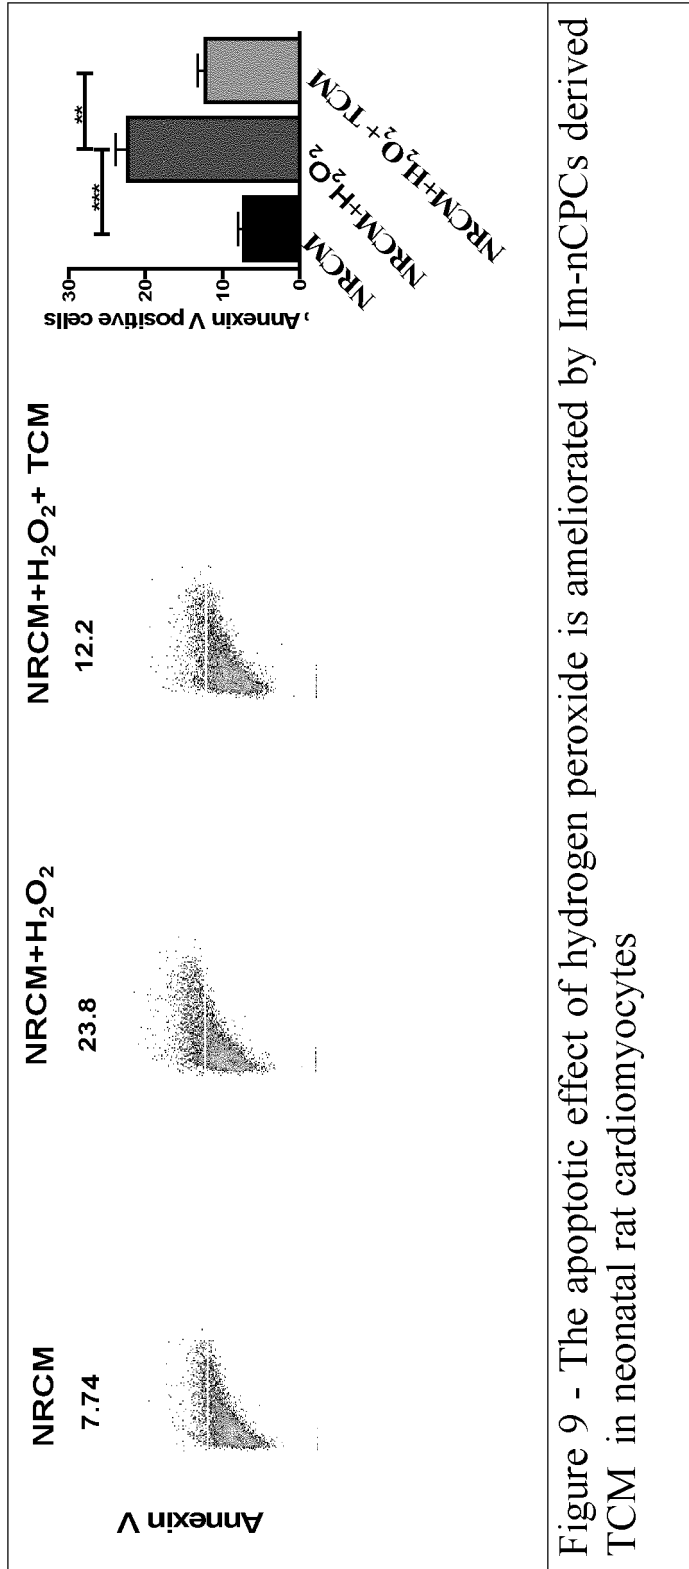 NRCM
7.74
NRCM+H₂O₂
23.8
NRCM+H₂O₂+ TCM
12.2
Annexin V
, Annexin V positive cells
30
20
10
0
***
**
NRCM
NRCM+H₂O₂
NRCM+H₂O₂+TCM
Figure 9 - The apoptotic effect of hydrogen peroxide is ameliorated by Im-nCPCs derived
TCM in neonatal rat cardiomyocytes